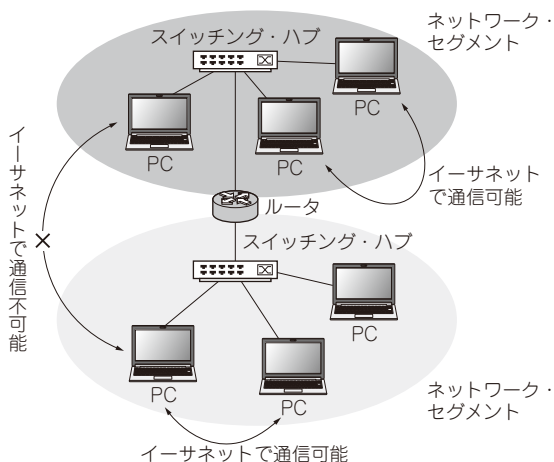 ネットワーク・
セグメント
スイッチング・ハブ
PC
PC
PC
イーサネット
で通信可能
イーサネットで通信不可能
×
ルータ
スイッチング・ハブ
PC
PC
PC
ネットワーク・
セグメント
イーサネットで通信可能